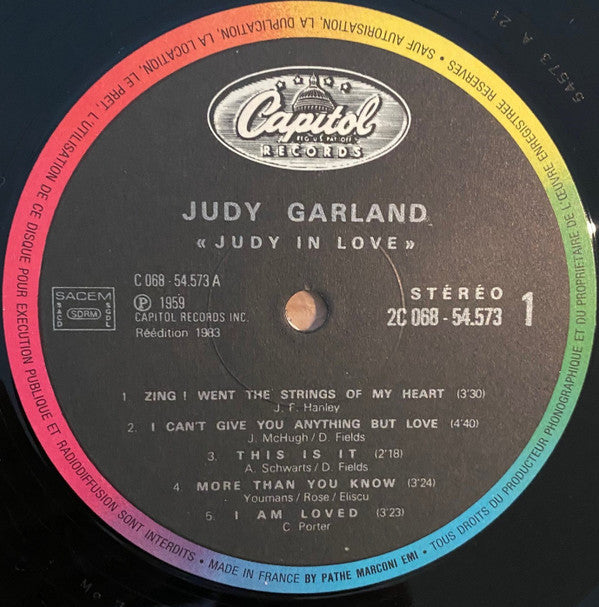 Capitol
REG. U.S. PAT. OFF.
RECORDS
JUDY GARLAND
« JUDY IN LOVE »
C 068 - 54.573 A
℗ 1959
CAPITOL RECORDS INC.
Réédition 1983
SACEM
SACD SDRM SGDL
STÉRÉO
2C 068 - 54.573 1
1 ZING ! WENT THE STRINGS OF MY HEART (3'30)
J. F. Hanley
2. I CAN'T GIVE YOU ANYTHING BUT LOVE (4'40)
J. McHugh / D. Fields
3. THIS IS IT (2'18)
A. Schwarts / D. Fields
4. MORE THAN YOU KNOW (3'24)
Youmans / Rose / Eliscu
5. I AM LOVED (3'23)
C. Porter
• TOUS DROITS DU PRODUCTEUR PHONOGRAPHIQUE ET DU PROPRIETAIRE DE L'ŒUVRE ENREGISTREE RESERVES • SAUF AUTORISATION, LA DUPLICATION, LA LOCATION, LE PRET, L'UTILISATION DE CE DISQUE POUR EXECUTION PUBLIQUE ET RADIODIFFUSION SONT INTERDITS •
MADE IN FRANCE BY PATHE MARCONI EMI
54573 A 21